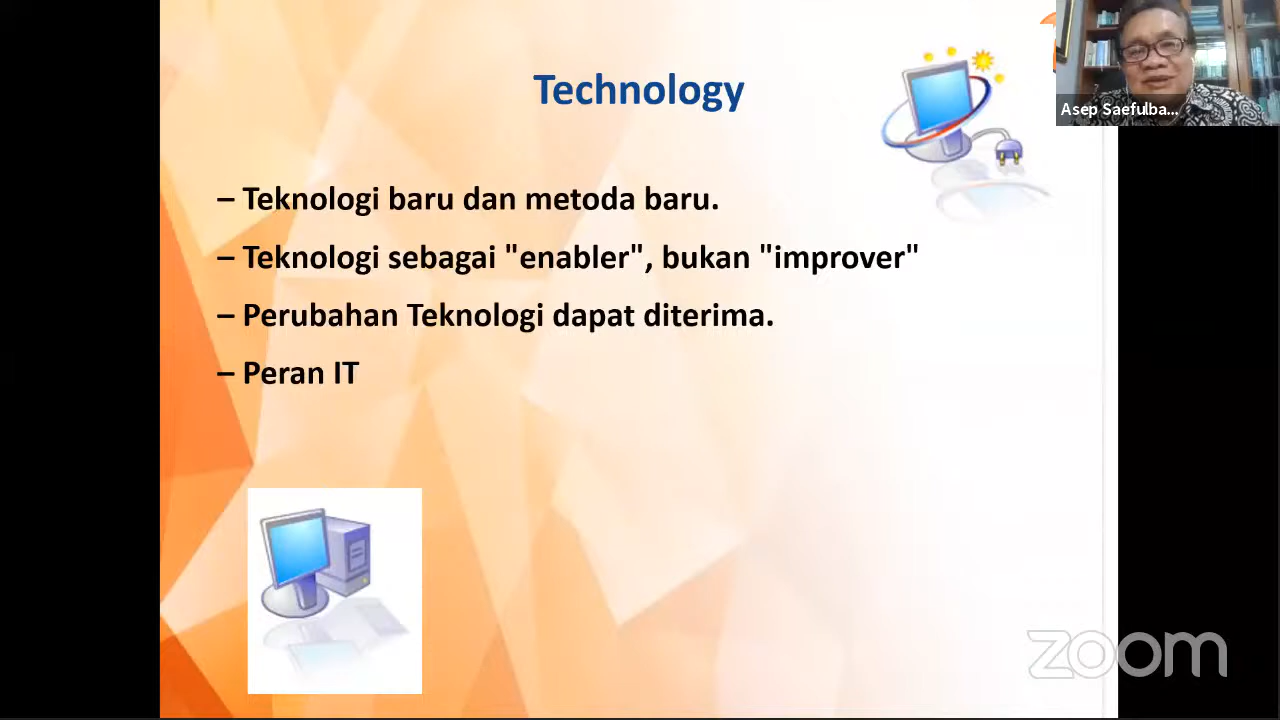 Technology
Asep Saefulba...
– Teknologi baru dan metoda baru.
– Teknologi sebagai "enabler", bukan "improver"
– Perubahan Teknologi dapat diterima.
– Peran IT
zoom